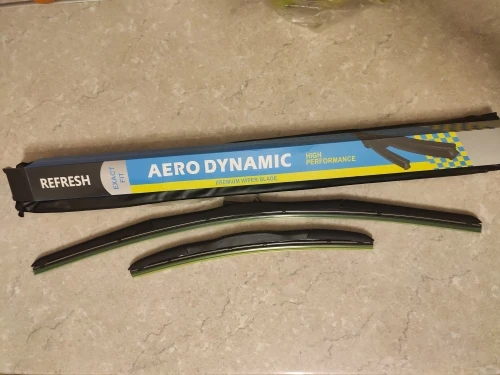 REFRESH
EXACT
FIT
AERO DYNAMIC
HIGH
PERFORMANCE
PREMIUM WIPER BLADE